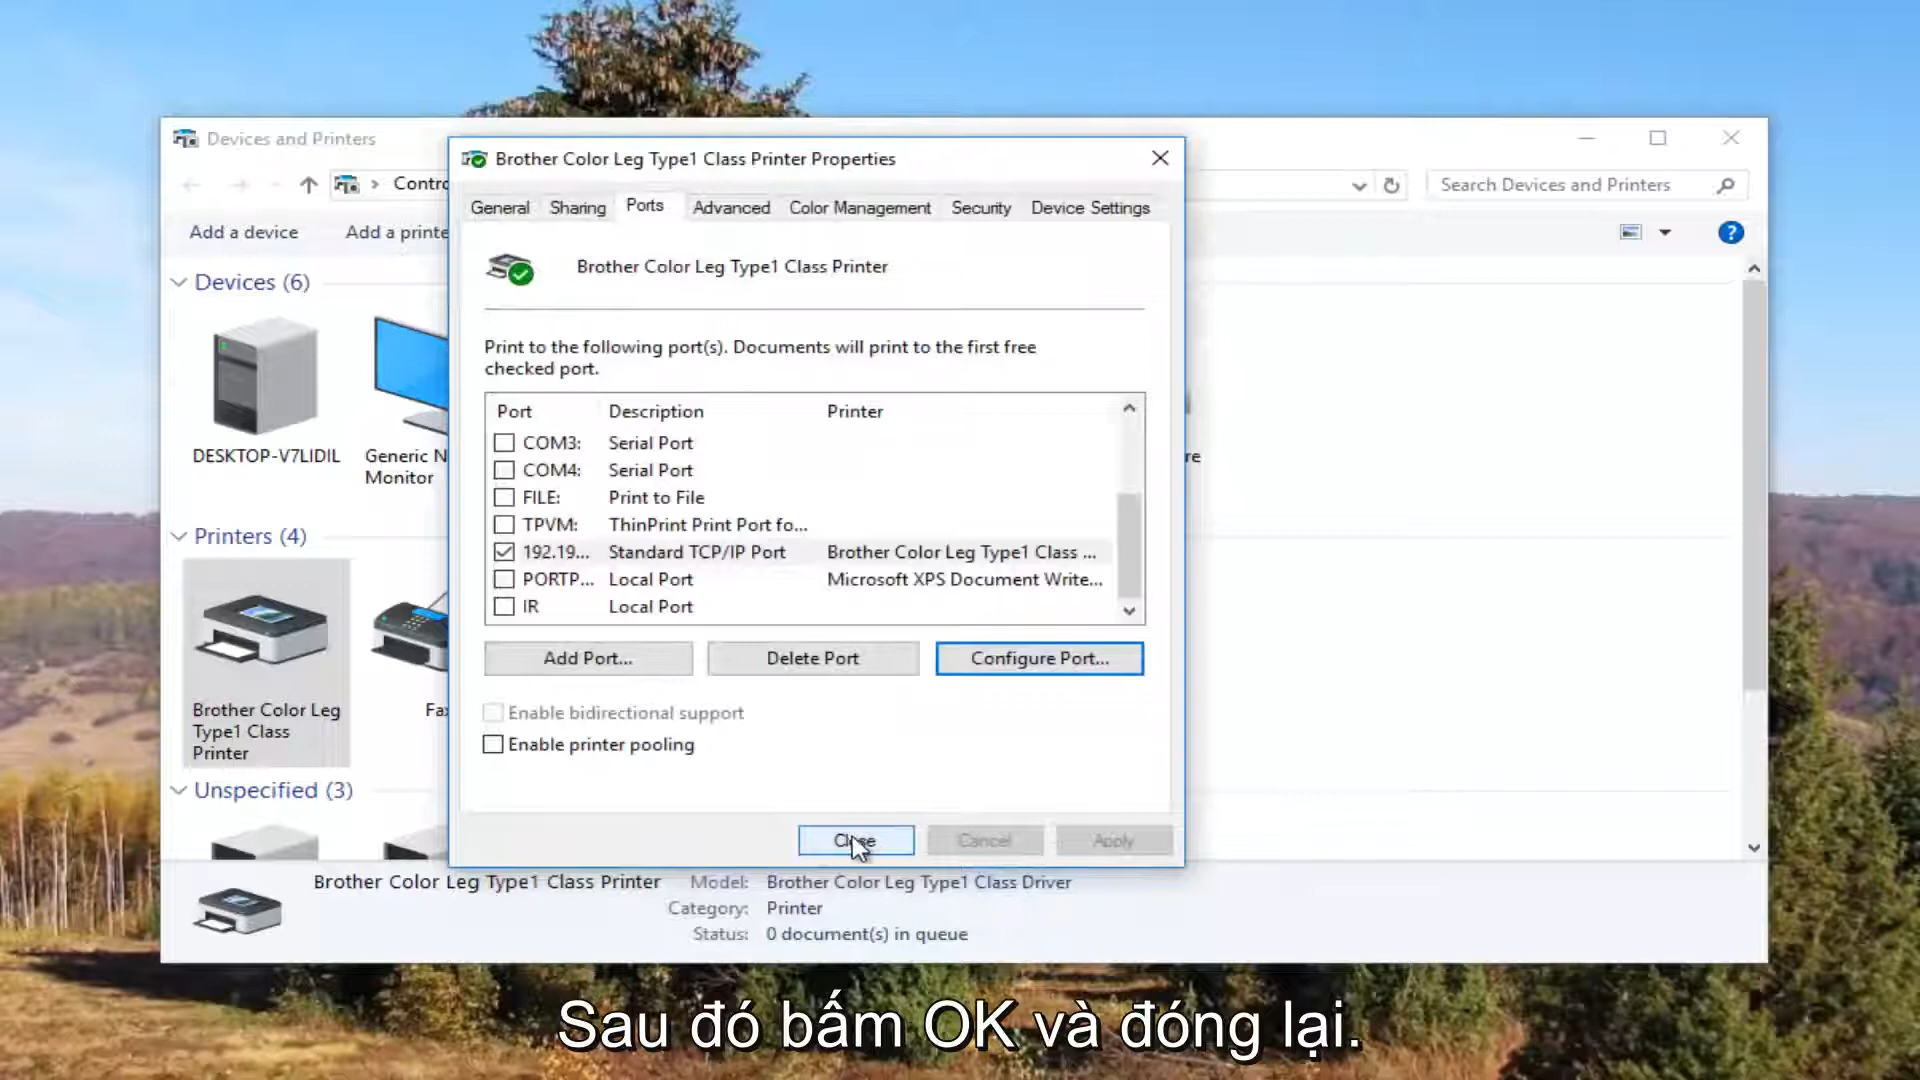 Devices and Printers
Brother Color Leg Type1 Class Printer Properties
Search Devices and Printers
General Sharing Ports Advanced Color Management Security Device Settings
Add a device
?
Brother Color Leg Type1 Class Printer
Devices (6)
Print to the following port(s). Documents will print to the first free
checked port.
Port Description Printer
COM3: Serial Port
COM4: Serial Port
FILE: Print to File
TPVM: ThinPrint Print Port fo...
192.19... Standard TCP/IP Port Brother Color Leg Type1 Class ...
PORTP... Local Port Microsoft XPS Document Write...
IR Local Port
DESKTOP-V7LIDIL
Generic
Monitor
Printers (4)
Add Port... Delete Port Configure Port...
Enable bidirectional support
Enable printer pooling
Brother Color Leg
Type1 Class
Printer
Unspecified (3)
Close Cancel Apply
Brother Color Leg Type1 Class Printer Model: Brother Color Leg Type1 Class Driver
Category: Printer
Status: 0 document(s) in queue
Sau đó bấm OK và đóng lại.